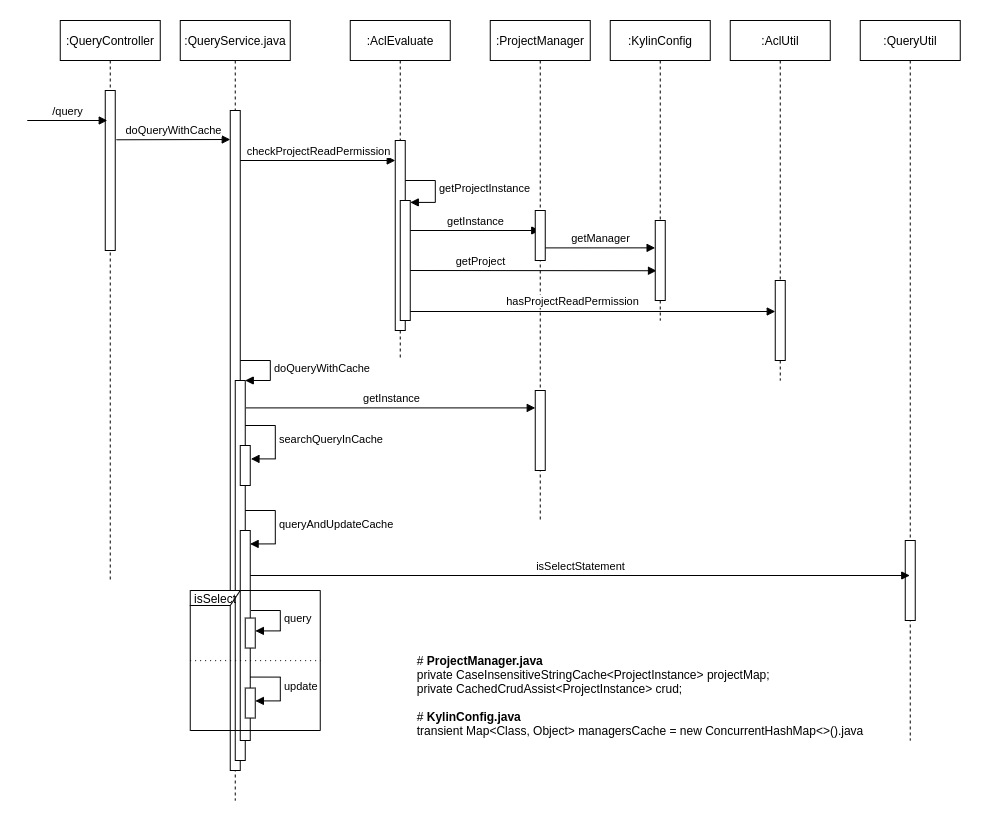 :QueryController
:QueryService.java
:AclEvaluate
:ProjectManager
:KylinConfig
:AclUtil
:QueryUtil
/query
doQueryWithCache
checkProjectReadPermission
getProjectInstance
getInstance
getManager
getProject
hasProjectReadPermission
doQueryWithCache
getInstance
searchQueryInCache
queryAndUpdateCache
isSelectStatement
isSelect
query
update
# ProjectManager.java
private CaseInsensitiveStringCache<ProjectInstance> projectMap;
private CachedCrudAssist<ProjectInstance> crud;
# KylinConfig.java
transient Map<Class, Object> managersCache = new ConcurrentHashMap<>().java